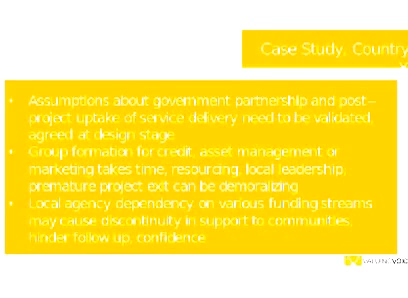 Case Study, Country
• Assumptions about government partnership and post–
project uptake of service delivery need to be validated,
agreed at design stage
• Group formation for credit, asset management or
marketing takes time, resourcing, local leadership,
premature project exit can be demoralizing
• Local agency dependency on various funding streams
may cause discontinuity in support to communities,
hinder follow up, confidence